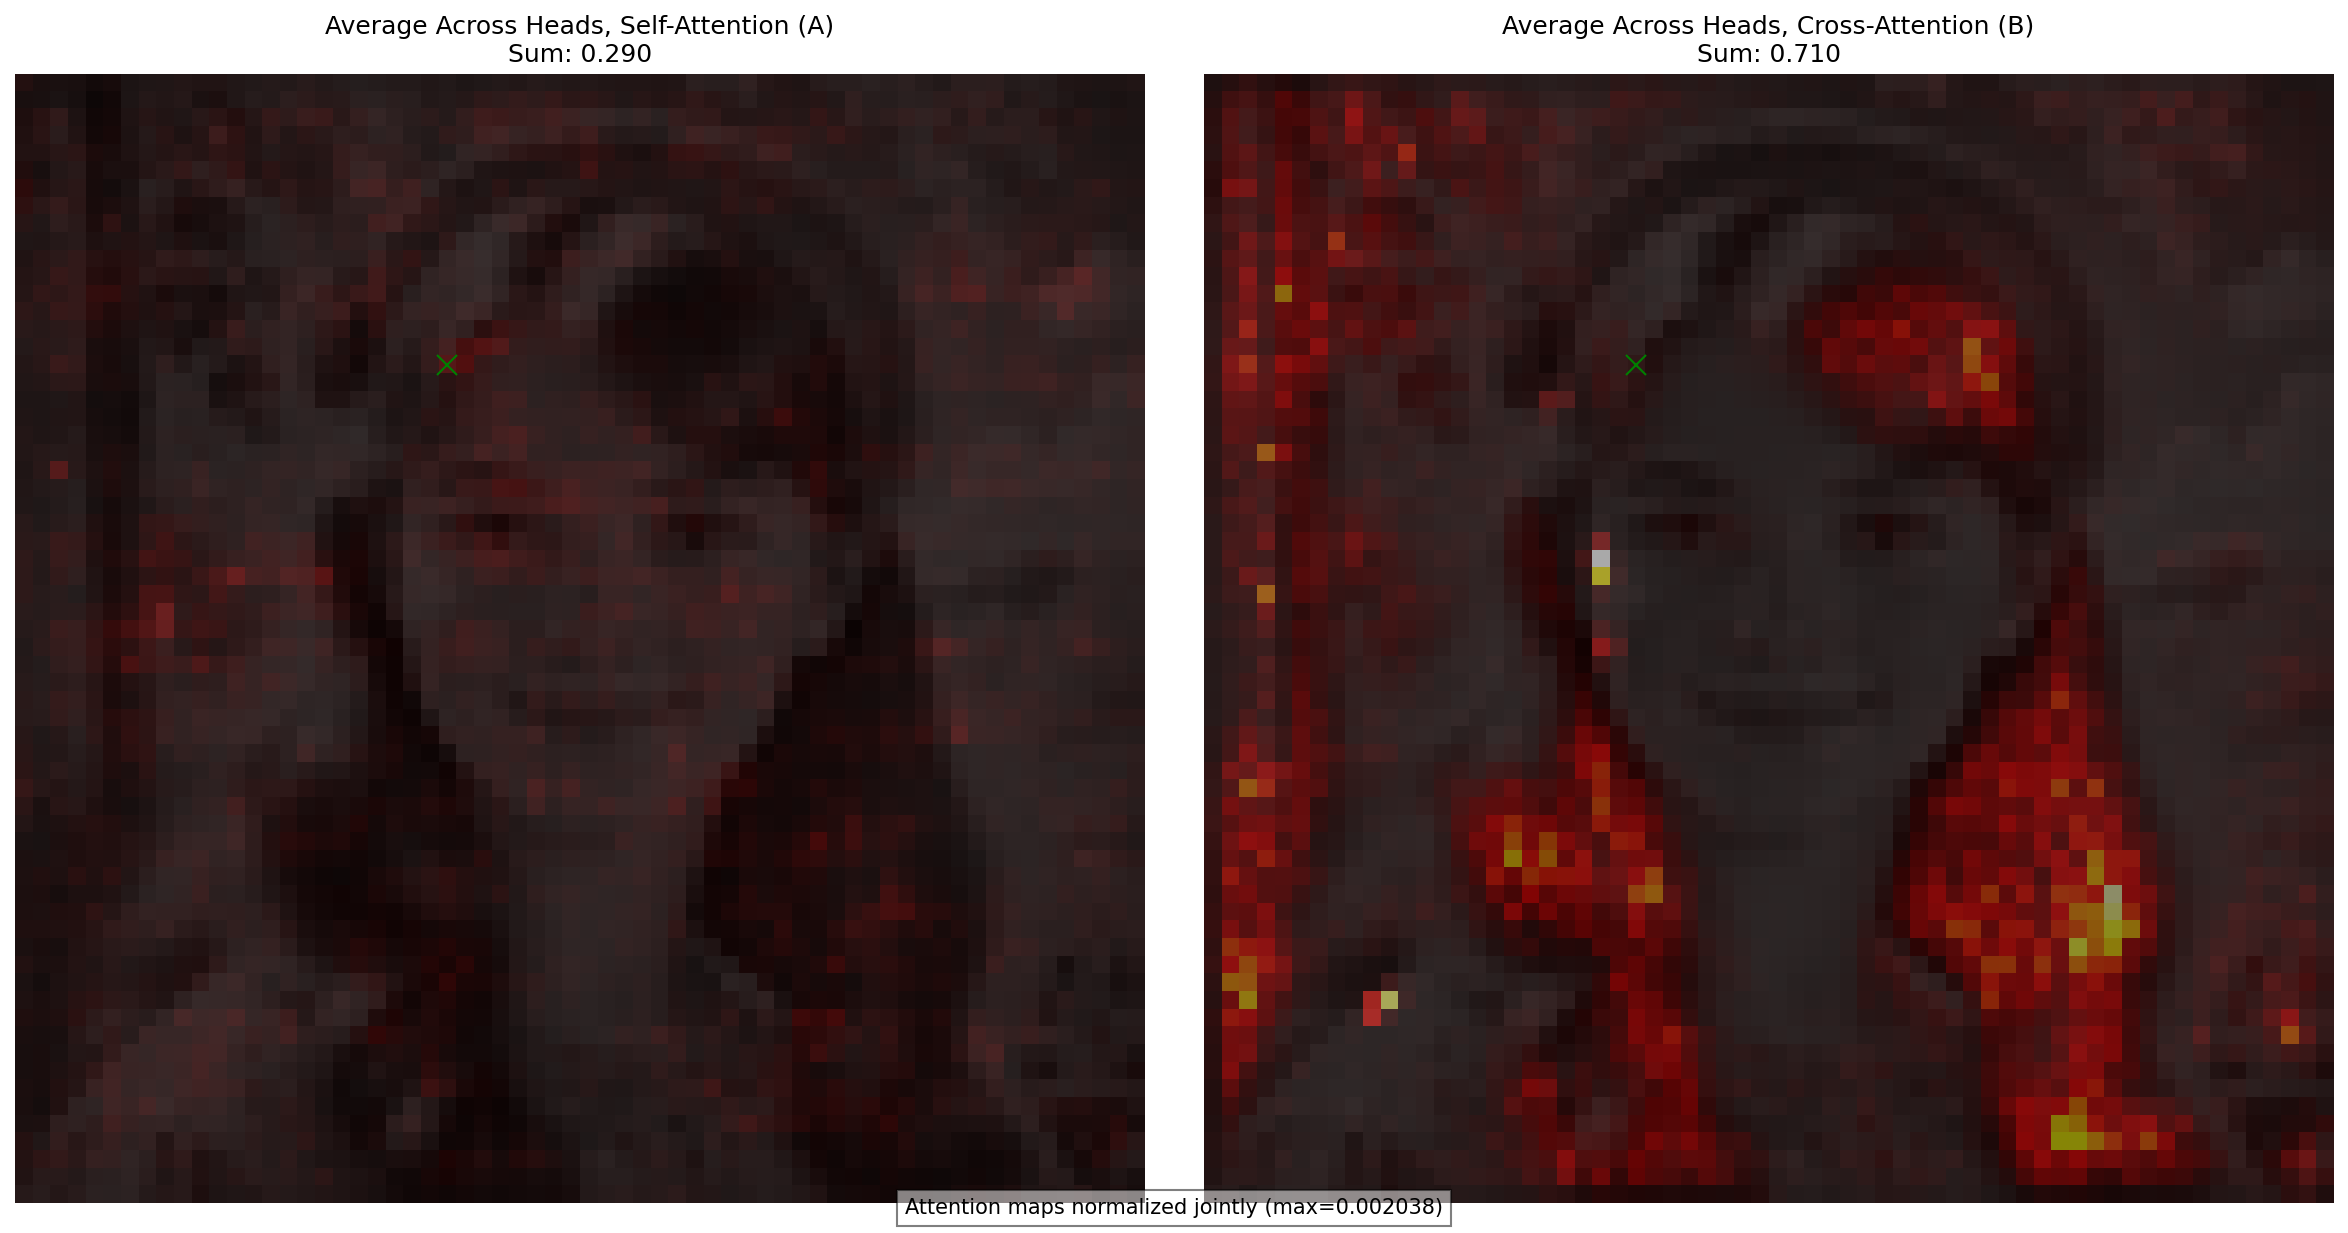 Average Across Heads, Self-Attention (A)
Sum: 0.290
Average Across Heads, Cross-Attention (B)
Sum: 0.710
Attention maps normalized jointly (max=0.002038)